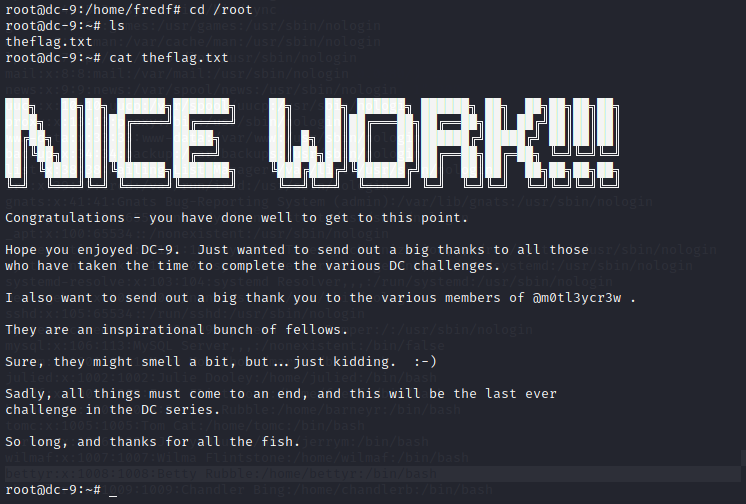 root@dc-9:/home/fredf# cd /root
root@dc-9:~# ls
theflag.txt
root@dc-9:~# cat theflag.txt
NICE WORK!!!
Congratulations - you have done well to get to this point.
Hope you enjoyed DC-9.  Just wanted to send out a big thanks to all those
who have taken the time to complete the various DC challenges.
I also want to send out a big thank you to the various members of @m0tl3ycr3w .
They are an inspirational bunch of fellows.
Sure, they might smell a bit, but...just kidding.  :-)
Sadly, all things must come to an end, and this will be the last ever
challenge in the DC series.
So long, and thanks for all the fish.
root@dc-9:~# _